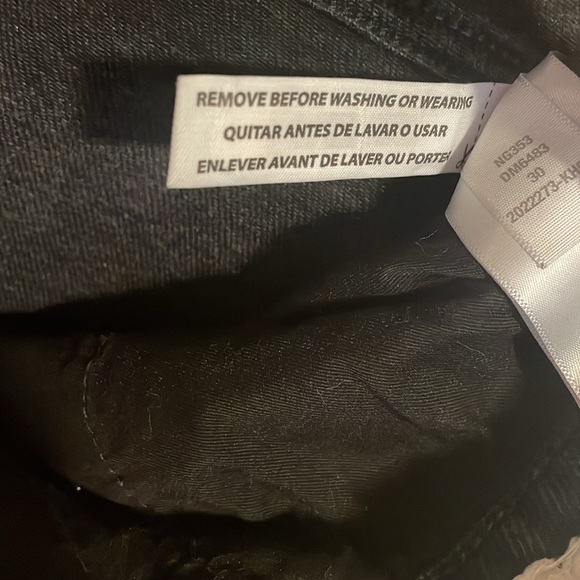 REMOVE BEFORE WASHING OR WEARING
QUITAR ANTES DE LAVAR O USAR
ENLEVER AVANT DE LAVER OU PORTER
NG353
DM6483
30